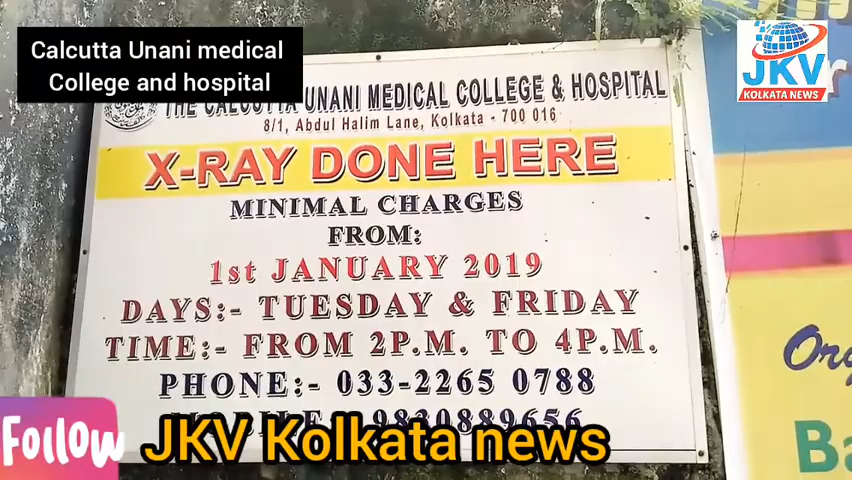 Calcutta Unani medical
College and hospital
JKV
KOLKATA NEWS
THE CALCUTTA UNANI MEDICAL COLLEGE & HOSPITAL
8/1, Abdul Halim Lane, Kolkata - 700 016
X-RAY DONE HERE
MINIMAL CHARGES
FROM:
1st JANUARY 2019
DAYS:- TUESDAY & FRIDAY
TIME:- FROM 2P.M. TO 4P.M.
PHONE:- 033-2265 0788
MOBILE 9830889656
Follow
JKV Kolkata news